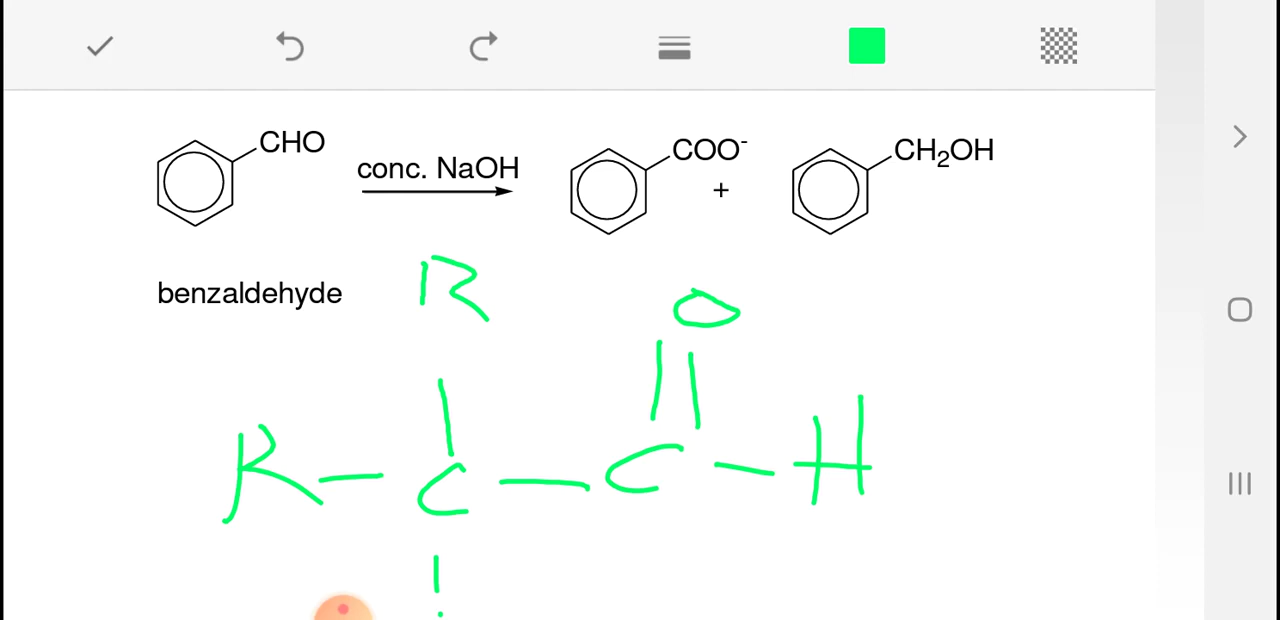 CHO
conc. NaOH
COO-
+
CH2OH
benzaldehyde
R
O
R - C - C - H